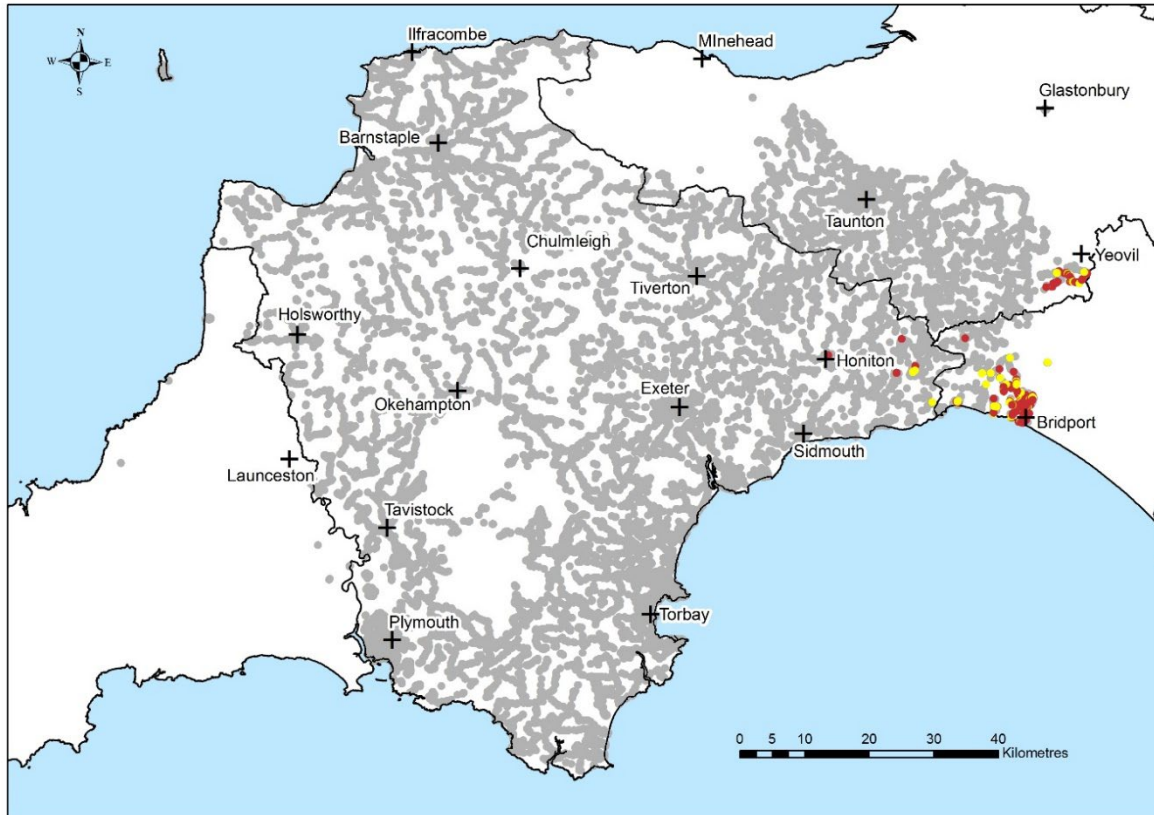 Ilfracombe
MInehead
N
W E
S
Glastonbury
Barnstaple
Taunton
Chulmleigh
Yeovil
Tiverton
Holsworthy
Honiton
Okehampton
Exeter
Bridport
Sidmouth
Launceston
Tavistock
Torbay
Plymouth
0 5 10 20 30 40
Kilometres